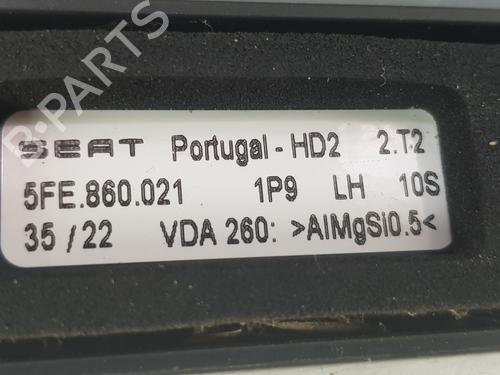 B-PARTS
SEAT Portugal - HD2 2.T2
5FE.860.021 1P9 LH 10S
35/22 VDA 260: >AlMgSi0.5<